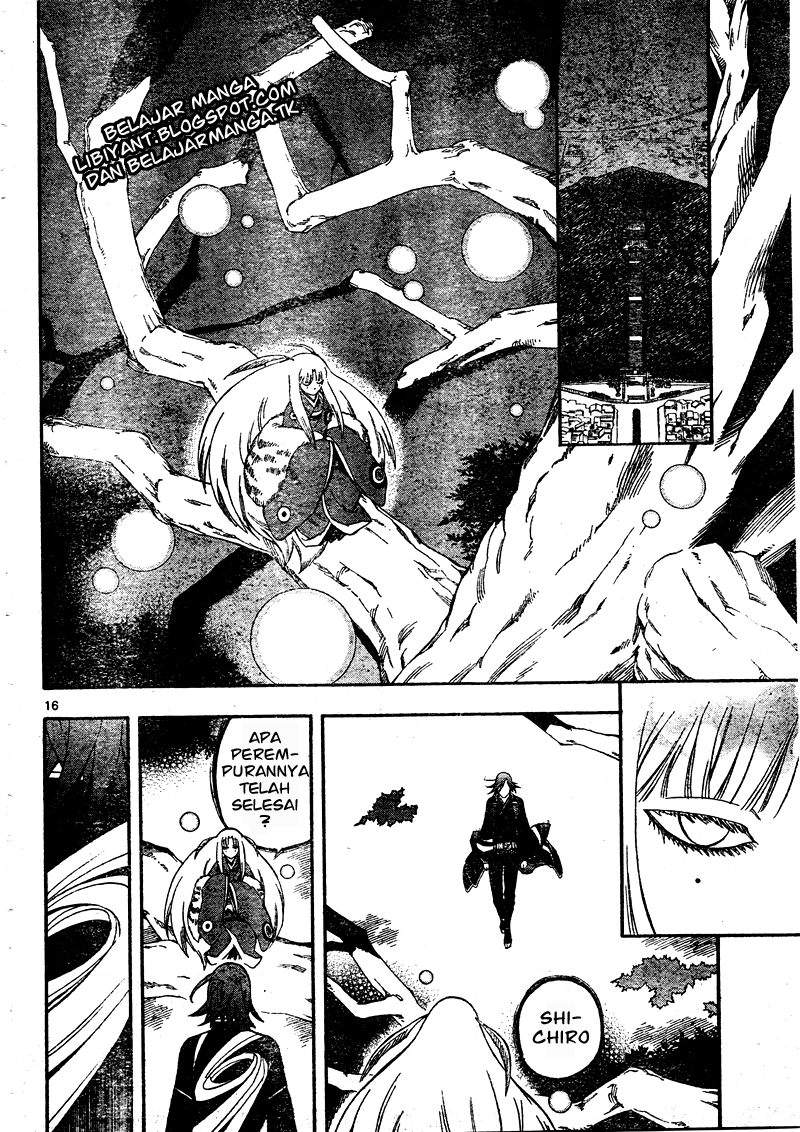 BELAJAR MANGA,
LIBIYANT.BLOGSPOT.COM
DAN BELAJARMANGA.TK
16
SHI-
CHIRO
APA
PEREM-
PURANNYA
TELAH
SELESAI
?